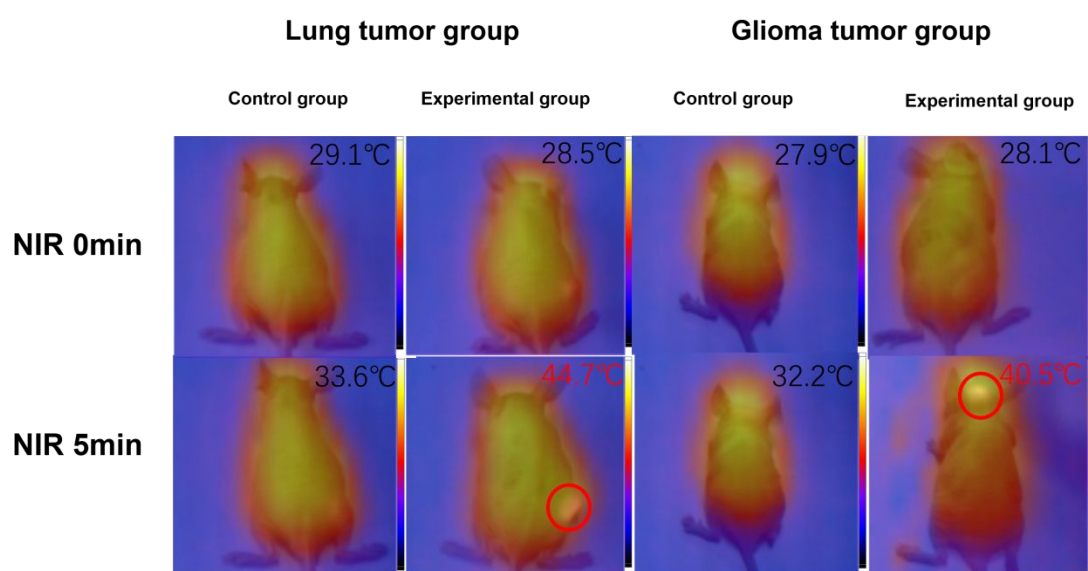 Lung tumor group
Glioma tumor group
Control group
Experimental group
Control group
Experimental group
NIR 0min
29.1℃
28.5℃
27.9℃
28.1℃
NIR 5min
33.6℃
44.7℃
32.2℃
40.5℃